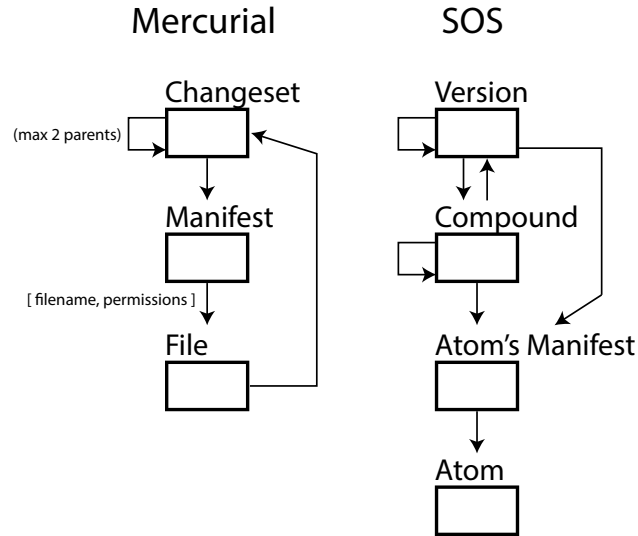 Mercurial
SOS
Changeset
Version
(max 2 parents)
Manifest
Compound
[ filename, permissions ]
File
Atom's Manifest
Atom